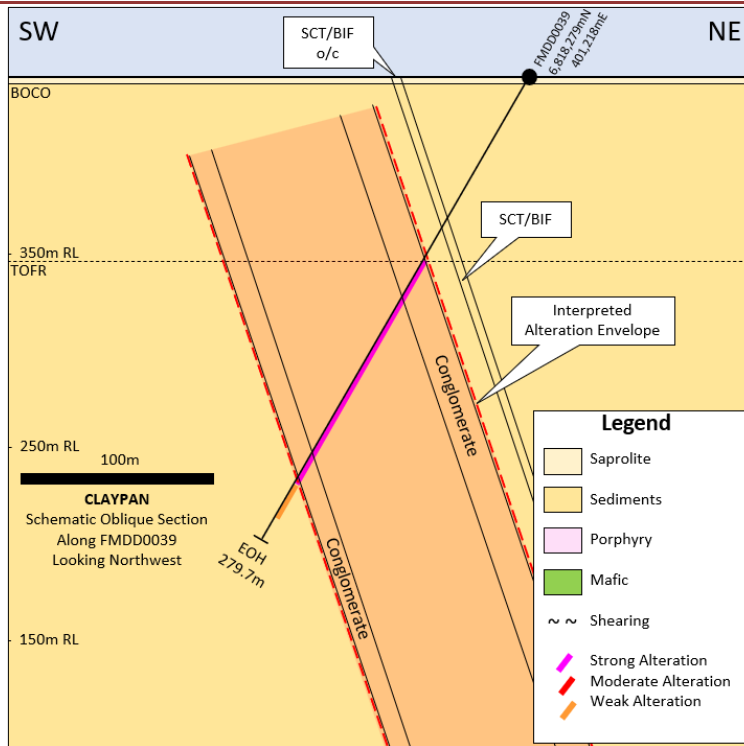 SW
SCT/BIF
o/c
FMDD0039
6,818,279mN
401,218mE
NE
BOCO
SCT/BIF
350m RL
TOFR
Interpreted
Alteration Envelope
Conglomerate
250m RL
100m
CLAYPAN
Schematic Oblique Section
Along FMDD0039
Looking Northwest
EOH
279.7m
Conglomerate
150m RL
Legend
Saprolite
Sediments
Porphyry
Mafic
Shearing
Strong Alteration
Moderate Alteration
Weak Alteration